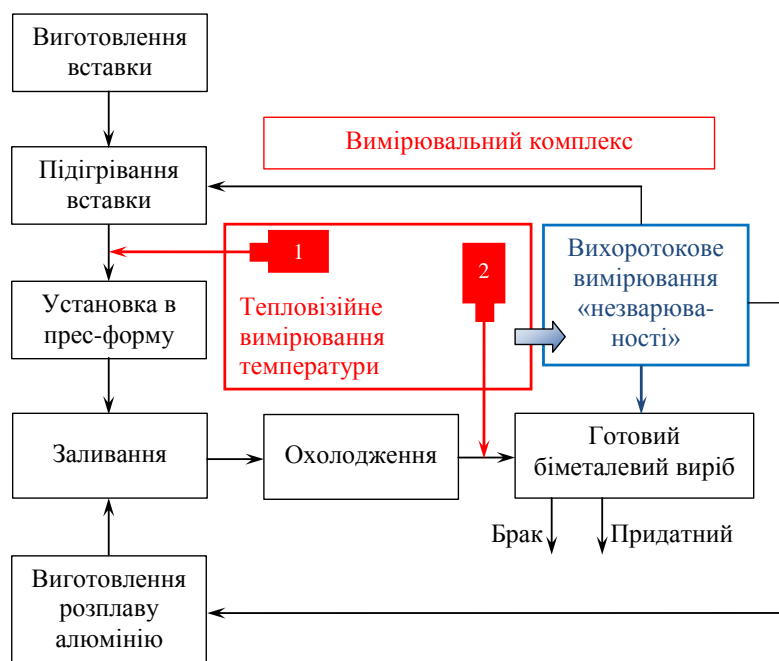 Виготовлення
вставки
Вимірювальний комплекс
Підігрівання
вставки
1
2
Тепловізійне
вимірювання
температури
Вихоротокове
вимірювання
«незварюва-
ності»
Установка в
прес-форму
Заливання
Охолодження
Готовий
біметалевий виріб
Брак
Придатний
Виготовлення
розплаву
алюмінію